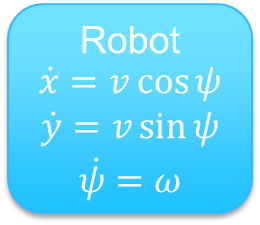 Robot
ẋ = v cos ψ
ẏ = v sin ψ
ψ̇ = ω